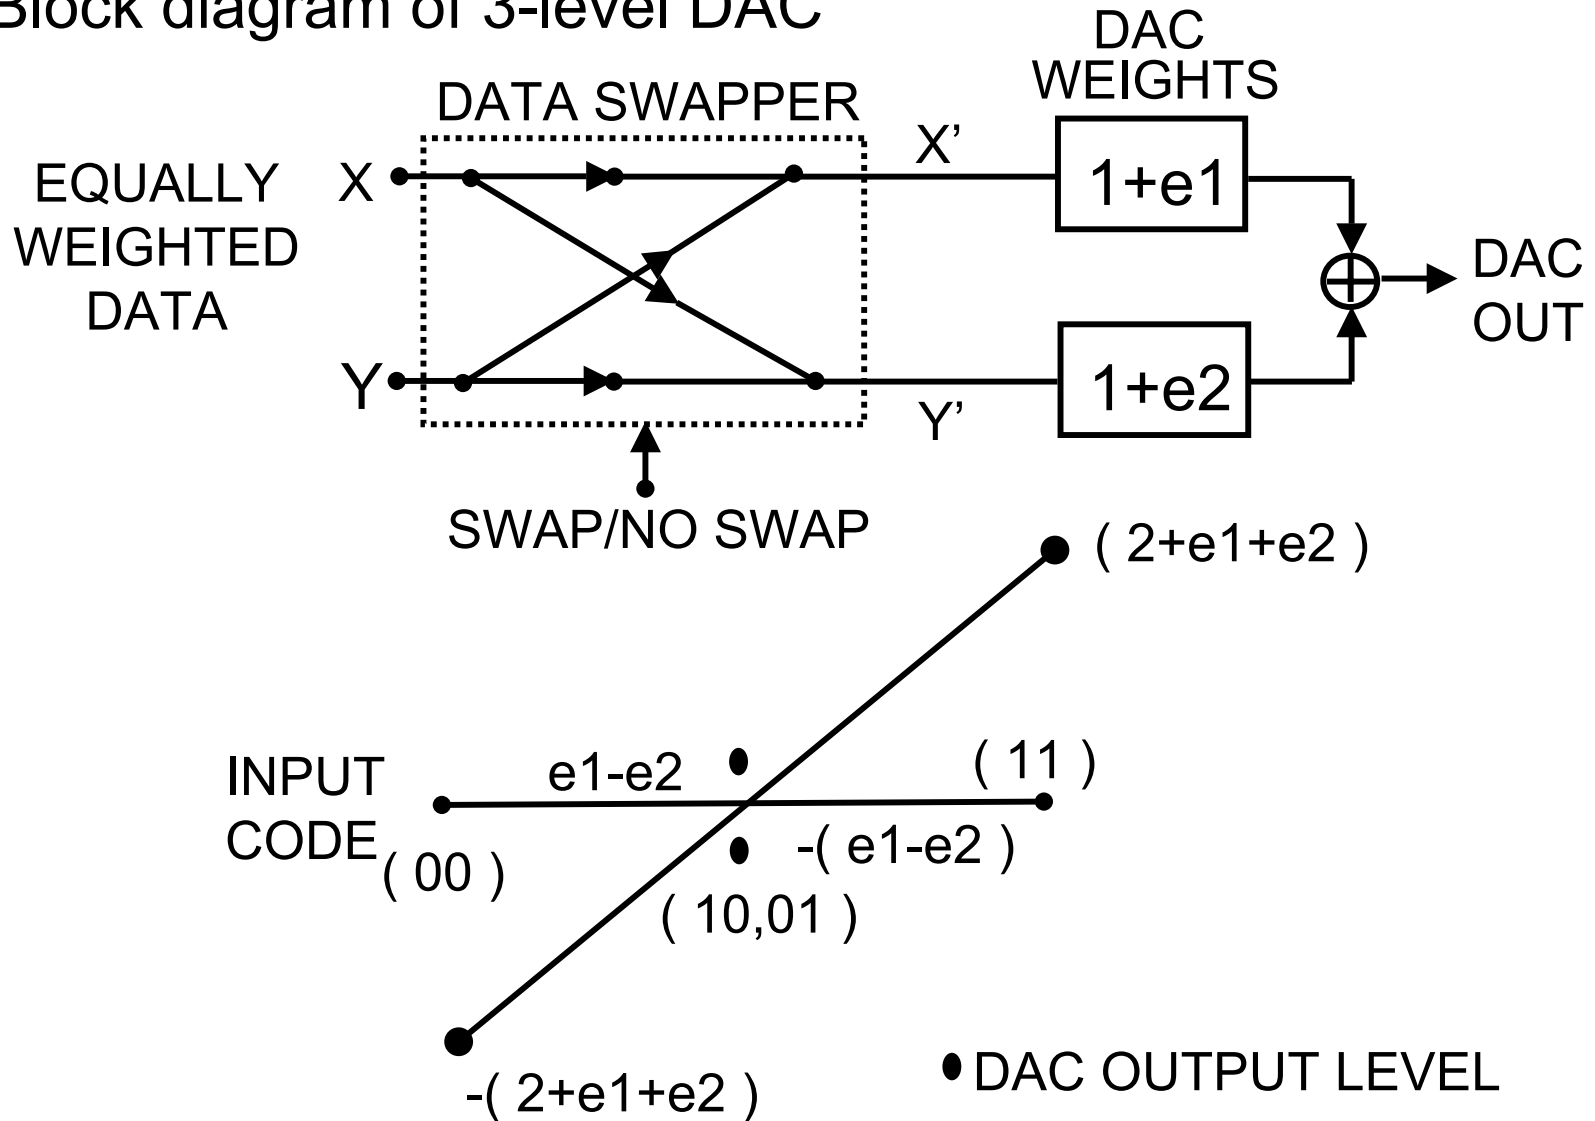 Block diagram of 3-level DAC
DAC
WEIGHTS
DATA SWAPPER
EQUALLY
WEIGHTED
DATA
X
X’
1+e1
DAC
OUT
Y
Y’
1+e2
SWAP/NO SWAP
( 2+e1+e2 )
INPUT
CODE
( 00 )
e1-e2
( 11 )
-( e1-e2 )
( 10,01 )
-( 2+e1+e2 )
DAC OUTPUT LEVEL